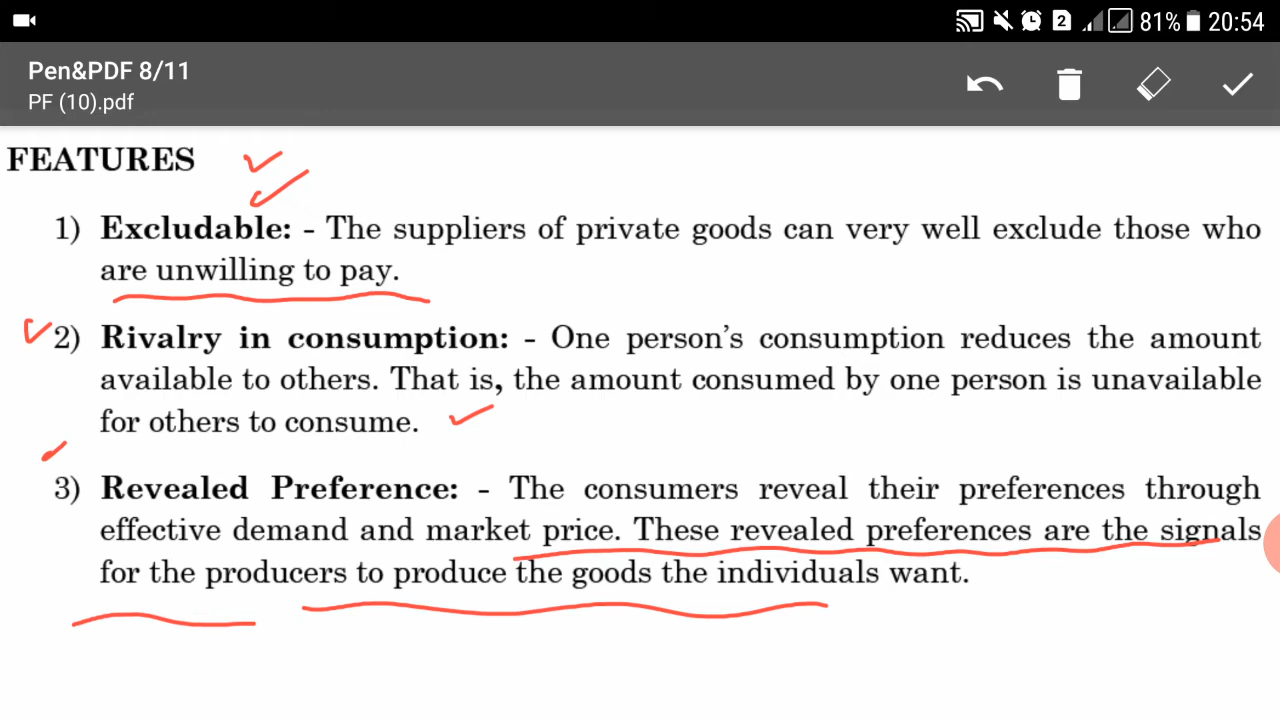 2 81% 20:54
Pen&PDF 8/11
PF (10).pdf
FEATURES
1) Excludable: - The suppliers of private goods can very well exclude those who
are unwilling to pay.
2) Rivalry in consumption: - One person's consumption reduces the amount
available to others. That is, the amount consumed by one person is unavailable
for others to consume.
3) Revealed Preference: - The consumers reveal their preferences through
effective demand and market price. These revealed preferences are the signals
for the producers to produce the goods the individuals want.